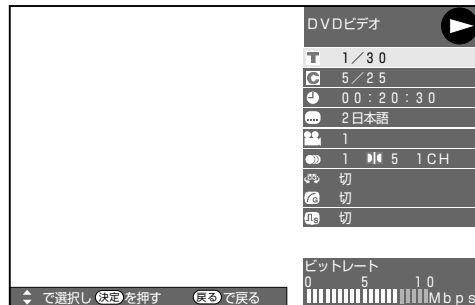 DVDビデオ
T 1／30
C 5／25
00：20：30
2日本語
1
1 5 1CH
切
G 切
S 切
ビットレート
0 5 10
Mbps
で選択し 決定 を押す 戻る で戻る